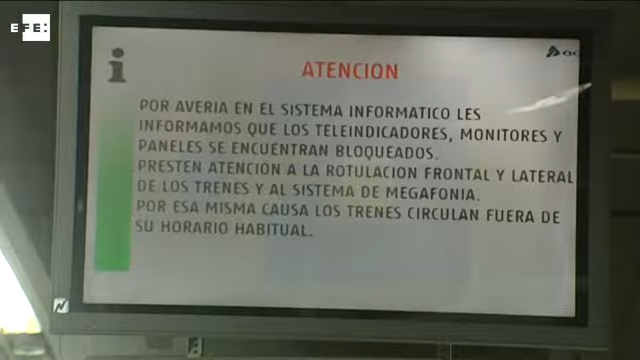 EFE:
i
ATENCION
POR AVERIA EN EL SISTEMA INFORMATICO LES
INFORMAMOS QUE LOS TELEINDICADORES, MONITORES Y
PANELES SE ENCUENTRAN BLOQUEADOS.
PRESTEN ATENCIÓN A LA ROTULACION FRONTAL Y LATERAL
DE LOS TRENES Y AL SISTEMA DE MEGAFONIA.
POR ESA MISMA CAUSA LOS TRENES CIRCULAN FUERA DE
SU HORARIO HABITUAL.